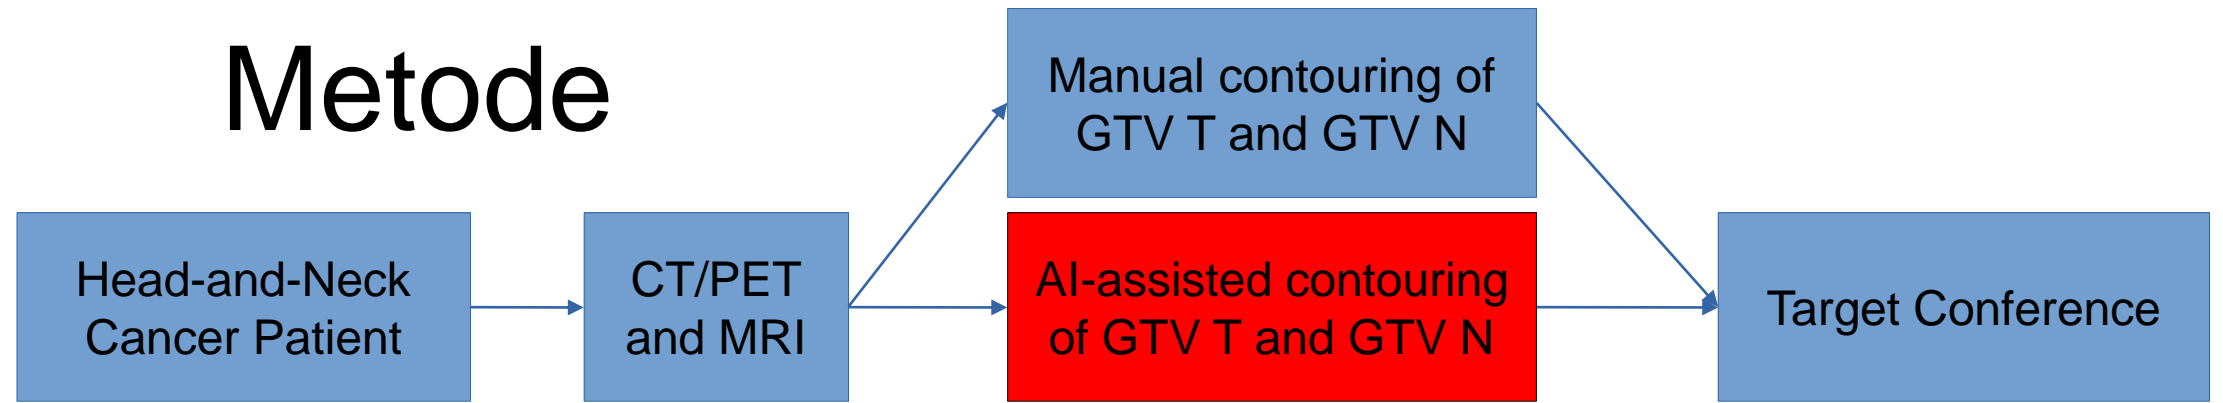 Metode
Head-and-Neck
Cancer Patient
CT/PET
and MRI
Manual contouring of
GTV T and GTV N
AI-assisted contouring
of GTV T and GTV N
Target Conference